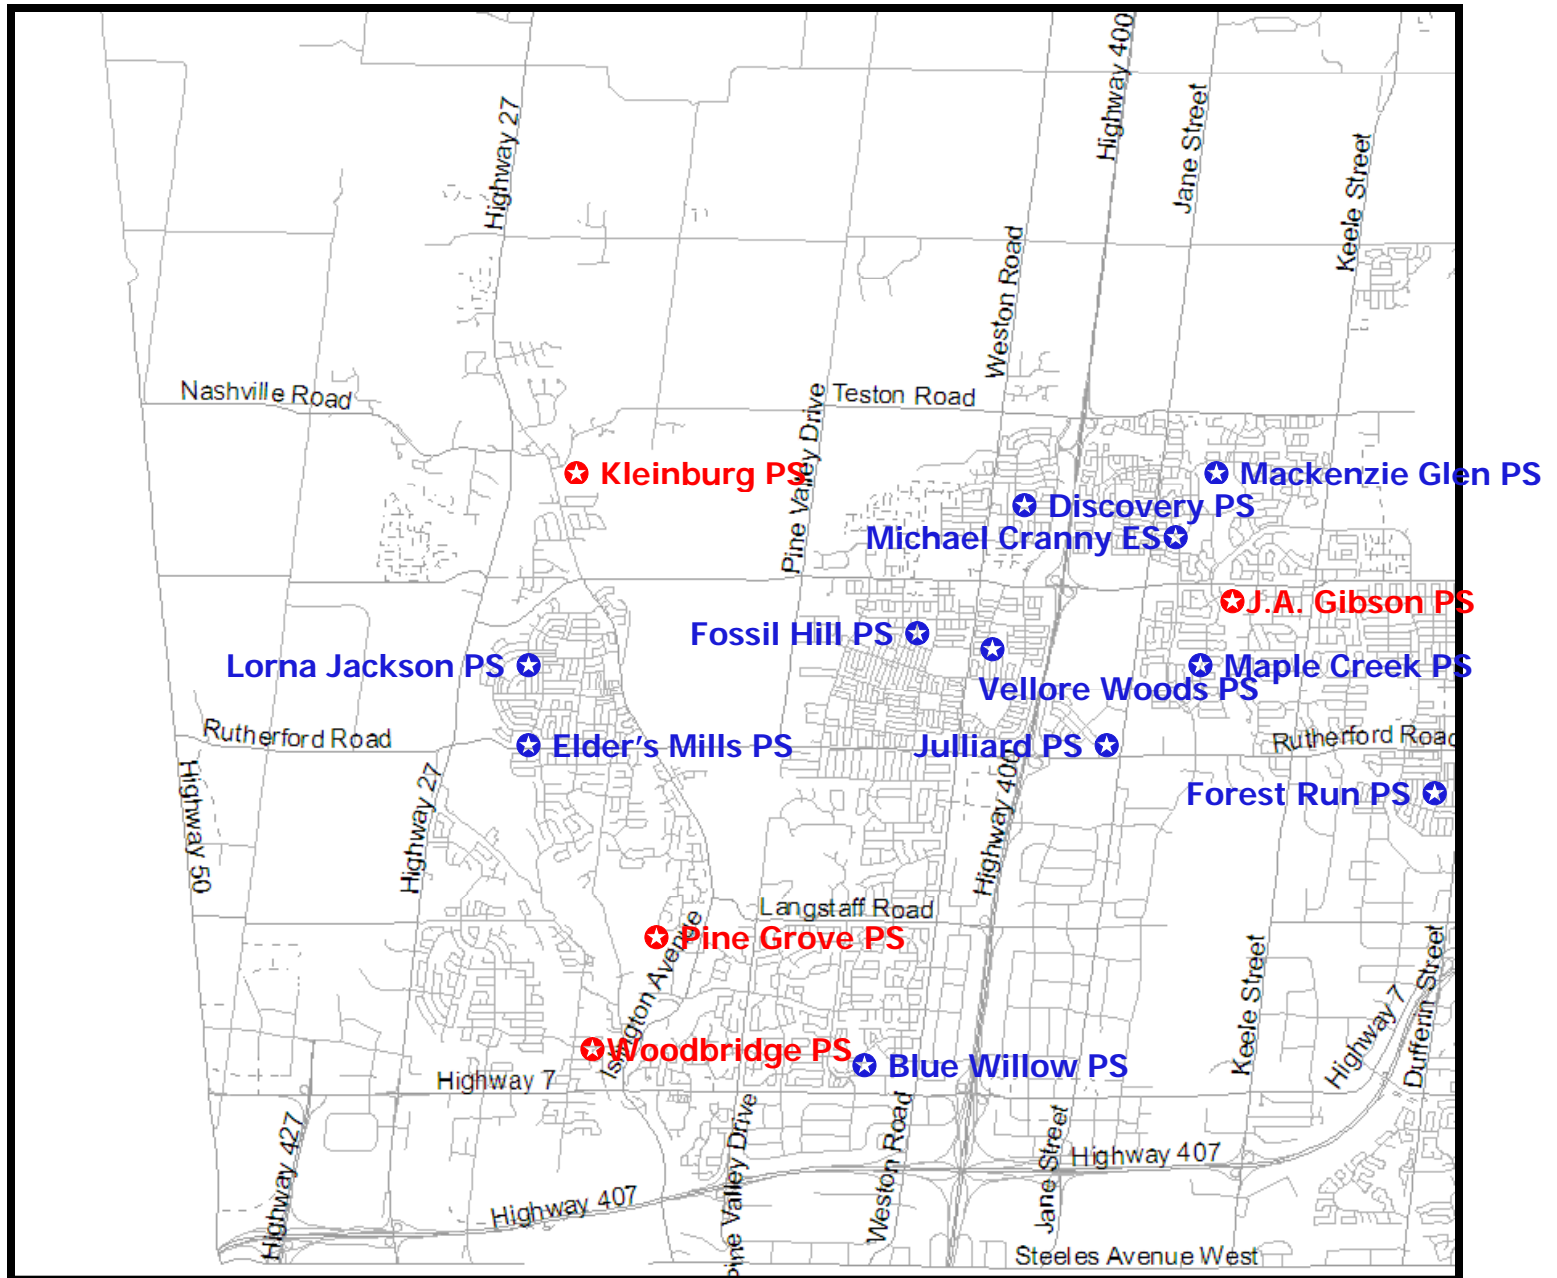 Highway 400
Highway 27
Jane Street
Keele Street
Weston Road
Nashville Road
Pine Valley Drive
Teston Road
Kleinburg PS
Mackenzie Glen PS
Discovery PS
Michael Cranny ES
J.A. Gibson PS
Fossil Hill PS
Lorna Jackson PS
Maple Creek PS
Vellore Woods PS
Rutherford Road
Elder's Mills PS
Julliard PS
Rutherford Road
Highway 50
Highway 27
Highway 400
Forest Run PS
Langstaff Road
Pine Grove PS
Islington Avenue
Keele Street
Highway 7
Dufferin Street
Woodbridge PS
Blue Willow PS
Highway 7
Highway 427
Pine Valley Drive
Weston Road
Jane Street
Highway 407
Highway 407
Steeles Avenue West